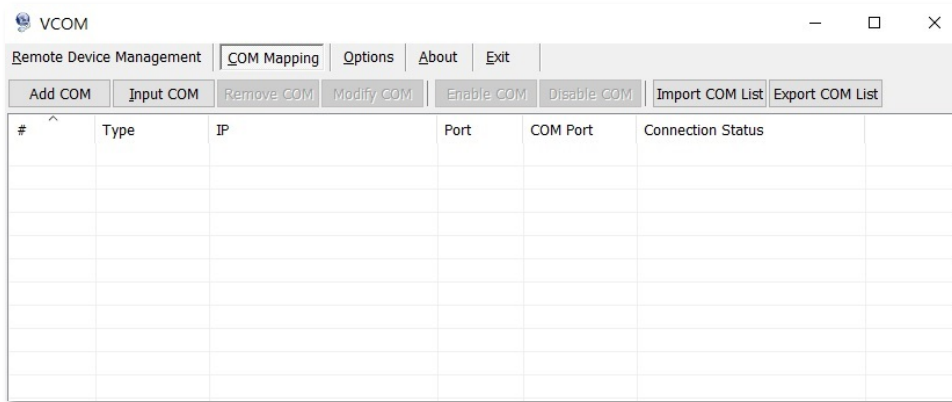 VCOM
Remote Device Management COM Mapping Options About Exit
Add COM Input COM Remove COM Modify COM Enable COM Disable COM Import COM List Export COM List
# Type IP Port COM Port Connection Status